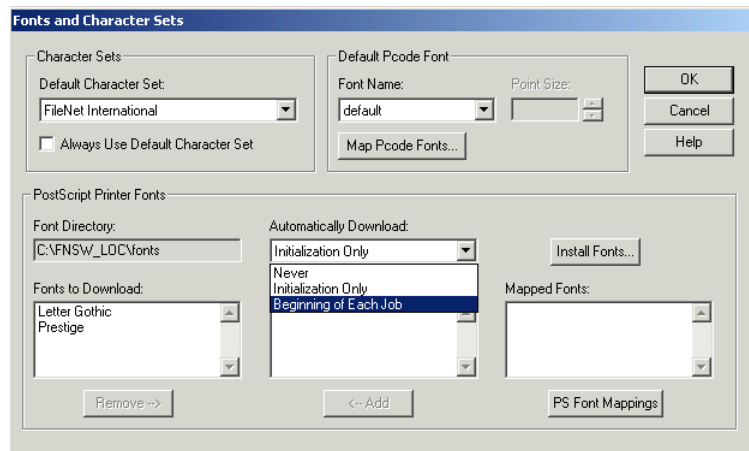 Fonts and Character Sets
Character Sets
Default Character Set:
FileNet International
Always Use Default Character Set
Default Pcode Font
Font Name:
Point Size:
default
Map Pcode Fonts...
OK
Cancel
Help
PostScript Printer Fonts
Font Directory:
C:\FNSW_LOC\fonts
Automatically Download:
Initialization Only
Never
Initialization Only
Beginning of Each Job
Install Fonts...
Fonts to Download:
Letter Gothic
Prestige
Mapped Fonts:
Remove -->
<-- Add
PS Font Mappings